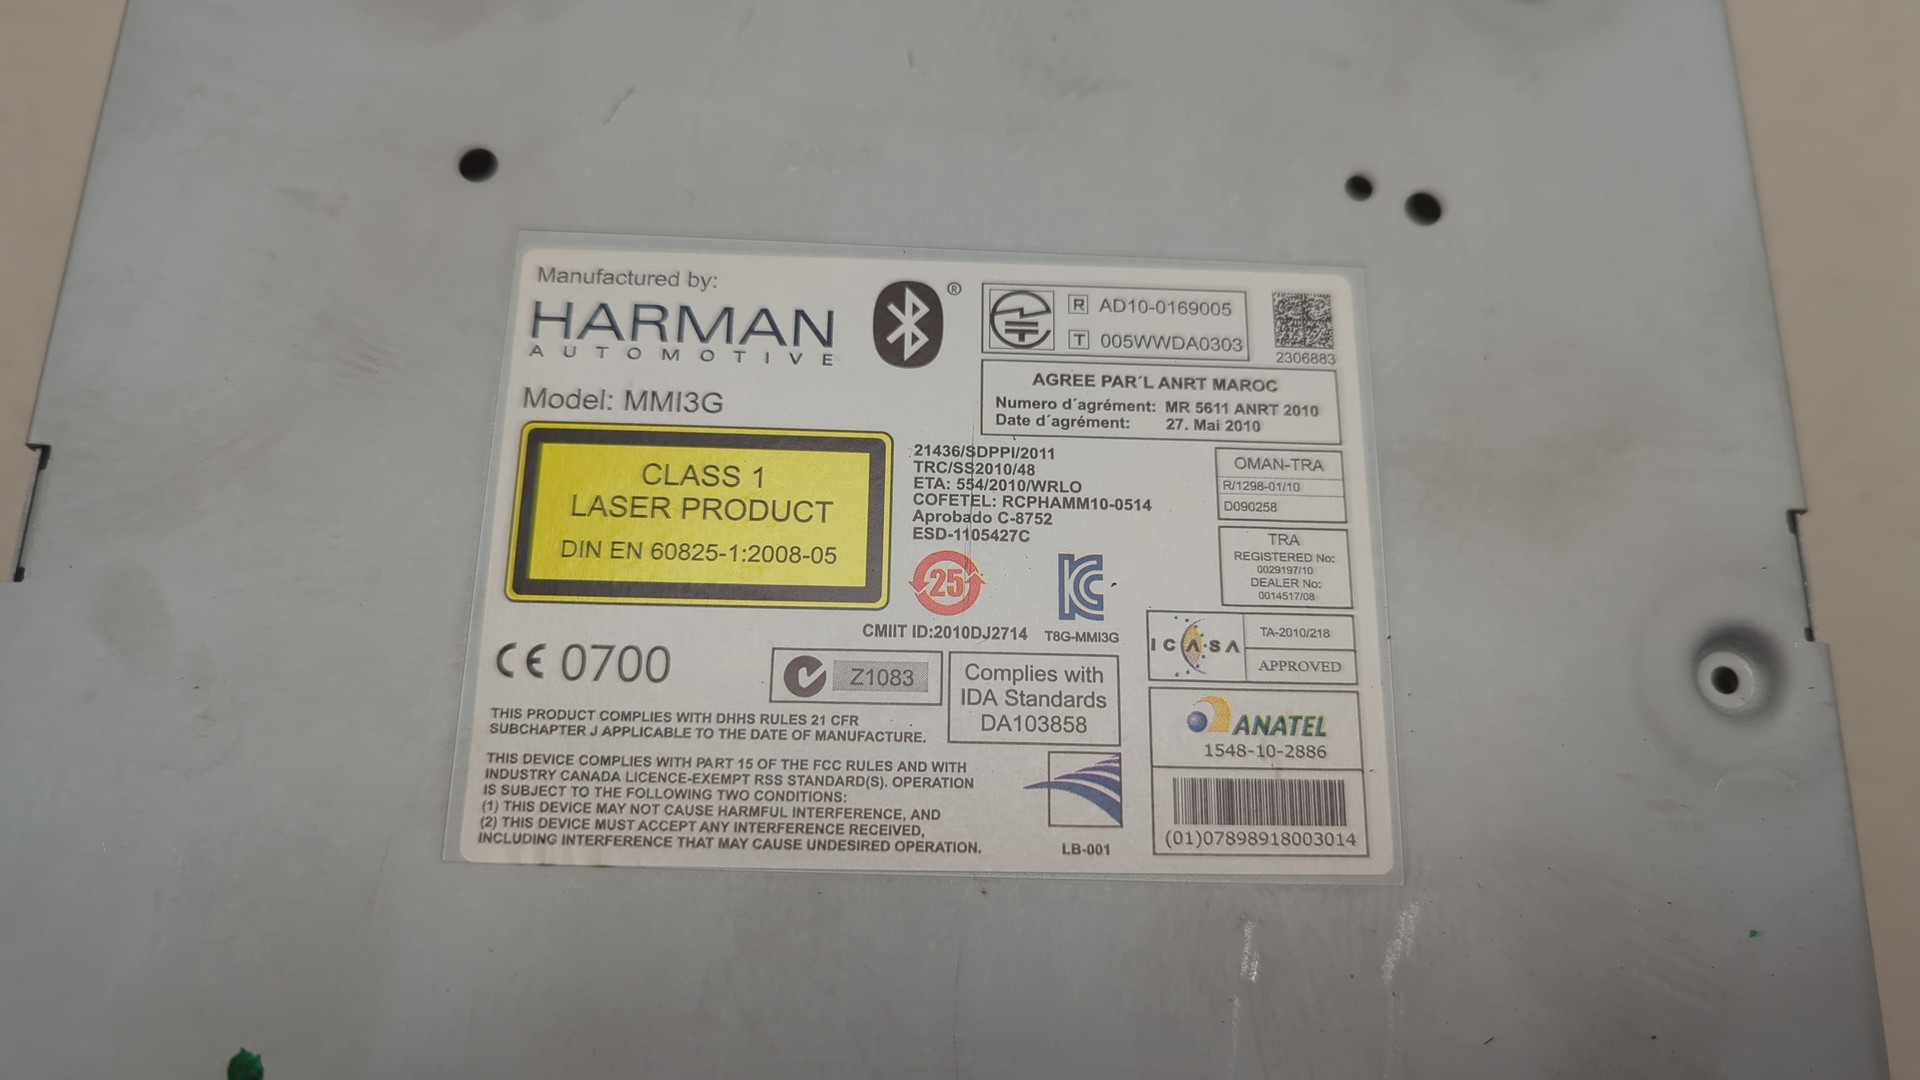 Manufactured by:
HARMAN
AUTOMOTIVE
®
Model: MMI3G
R AD10-0169005
T 005WWDA0303
2306883
AGREE PAR´L ANRT MAROC
Numero d´agrément: MR 5611 ANRT 2010
Date d´agrément: 27. Mai 2010
CLASS 1
LASER PRODUCT
DIN EN 60825-1:2008-05
21436/SDPPI/2011
TRC/SS2010/48
ETA: 554/2010/WRLO
COFETEL: RCPHAMM10-0514
Aprobado C-8752
ESD-1105427C
OMAN-TRA
R/1298-01/10
D090258
TRA
REGISTERED No:
0029197/10
DEALER No:
0014517/08
25
KC
CMIIT ID:2010DJ2714
T8G-MMI3G
ICASA
TA-2010/218
APPROVED
CE 0700
Z1083
Complies with
IDA Standards
DA103858
ANATEL
1548-10-2886
(01)07898918003014
THIS PRODUCT COMPLIES WITH DHHS RULES 21 CFR
SUBCHAPTER J APPLICABLE TO THE DATE OF MANUFACTURE.
THIS DEVICE COMPLIES WITH PART 15 OF THE FCC RULES AND WITH
INDUSTRY CANADA LICENCE-EXEMPT RSS STANDARD(S). OPERATION
IS SUBJECT TO THE FOLLOWING TWO CONDITIONS:
(1) THIS DEVICE MAY NOT CAUSE HARMFUL INTERFERENCE, AND
(2) THIS DEVICE MUST ACCEPT ANY INTERFERENCE RECEIVED,
INCLUDING INTERFERENCE THAT MAY CAUSE UNDESIRED OPERATION.
LB-001